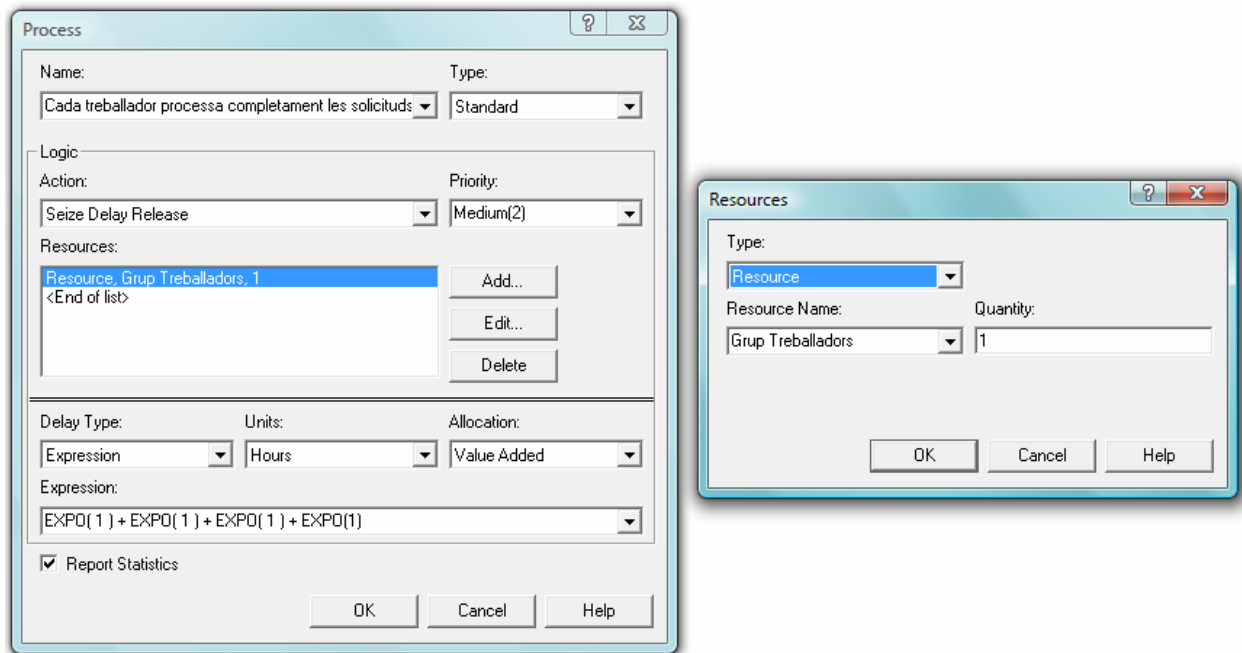 Process
Name:
Type:
Cada treballador processa completament les solicituds
Standard
Logic
Action:
Priority:
Seize Delay Release
Medium(2)
Resources:
Resource, Grup Treballadors, 1
<End of list>
Add...
Edit...
Delete
Delay Type:
Units:
Allocation:
Expression
Hours
Value Added
Expression:
EXPO( 1 ) + EXPO( 1 ) + EXPO( 1 ) + EXPO(1)
Report Statistics
OK
Cancel
Help
Resources
Type:
Resource
Resource Name:
Quantity:
Grup Treballadors
1
OK
Cancel
Help